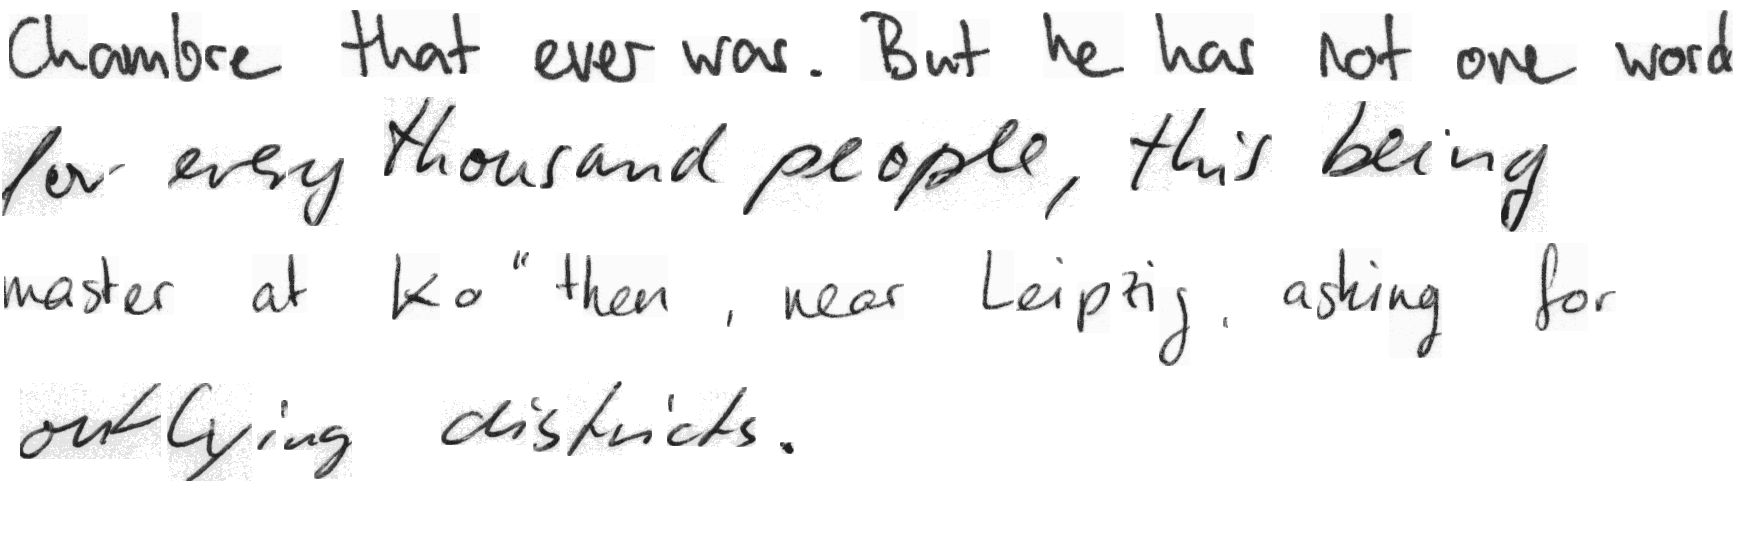 Chambre that ever was. But he has not one word
for every thousand people, this being
master at Ko"then, near Leipzig, asking for
outlying districts.